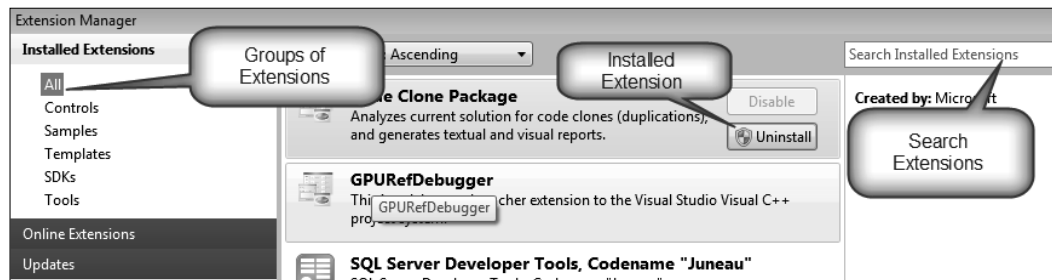 Extension Manager
Installed Extensions
All
Controls
Samples
Templates
SDKs
Tools
Online Extensions
Updates
Groups of
Extensions
Ascending
Installed
Extension
Search Installed Extensions
Clone Package
Analyzes current solution for code clones (duplications),
and generates textual and visual reports.
Disable
Uninstall
Created by:
Search
Extensions
GPURefDebugger
extension to the Visual Studio Visual C++
GPURefDebugger
SQL Server Developer Tools, Codename "Juneau"